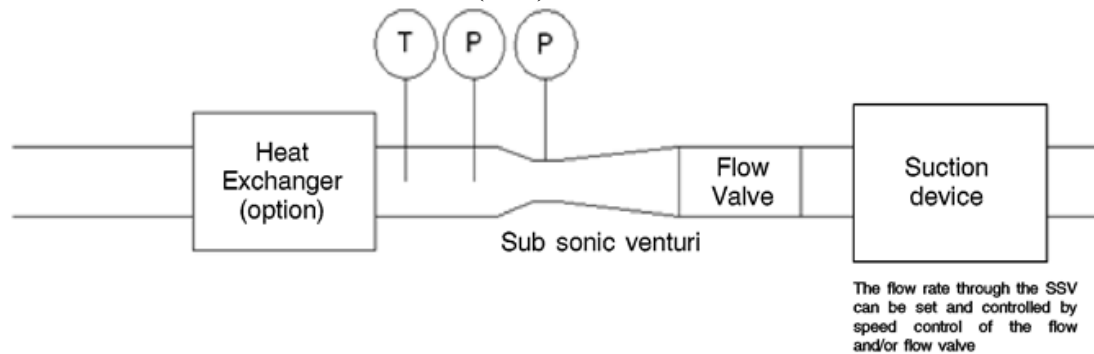 T P P
Heat
Exchanger
(option)
Flow
Valve
Suction
device
Sub sonic venturi
The flow rate through the SSV
can be set and controlled by
speed control of the flow
and/or flow valve